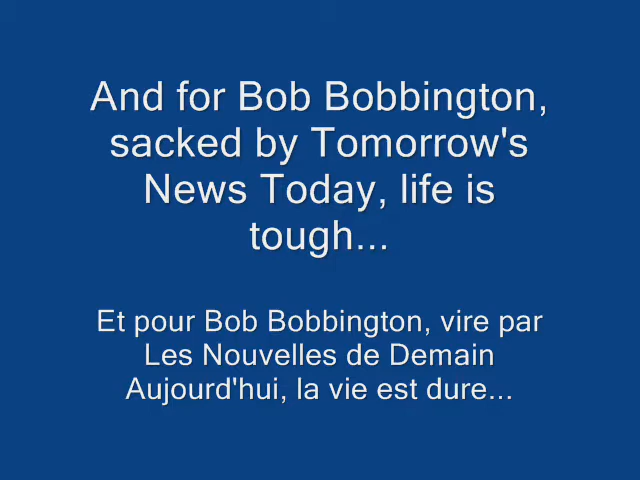 And for Bob Bobbington,
sacked by Tomorrow's
News Today, life is
tough...
Et pour Bob Bobbington, vire par
Les Nouvelles de Demain
Aujourd'hui, la vie est dure...